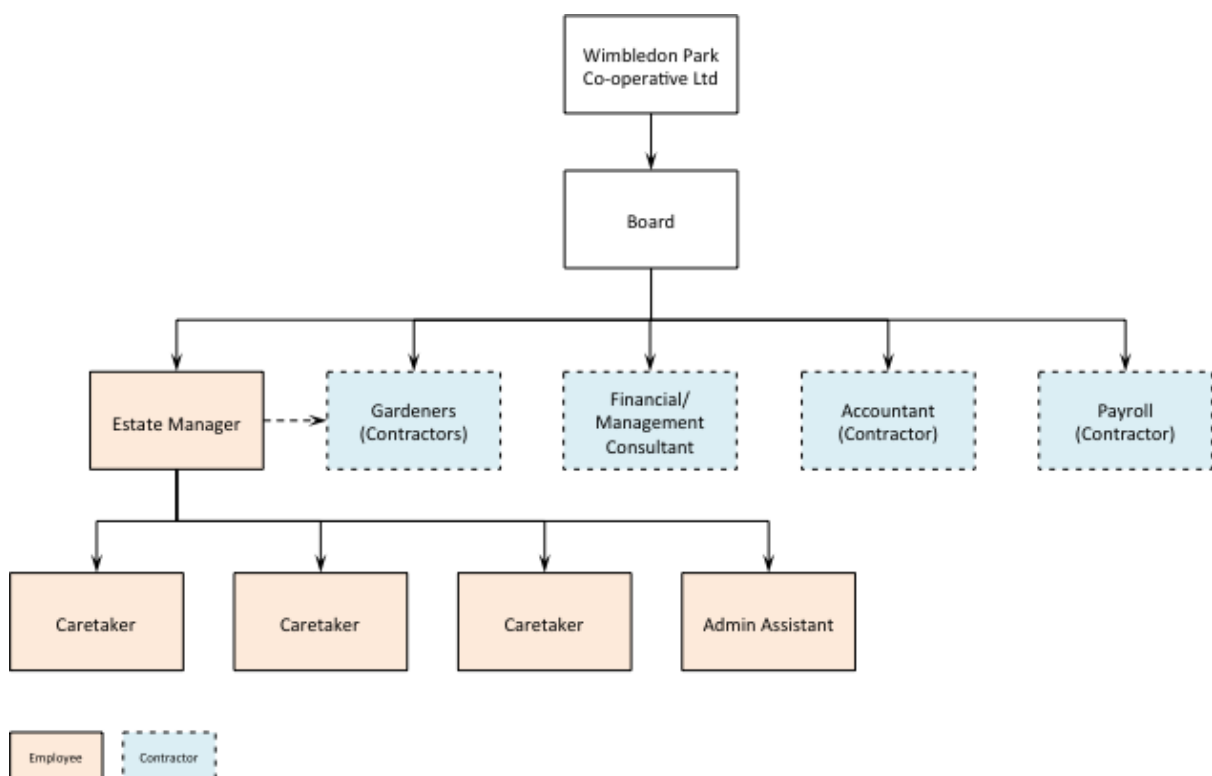 Wimbledon Park
Co-operative Ltd
Board
Estate Manager
Gardeners
(Contractors)
Financial/
Management
Consultant
Accountant
(Contractor)
Payroll
(Contractor)
Caretaker
Caretaker
Caretaker
Admin Assistant
Employee
Contractor